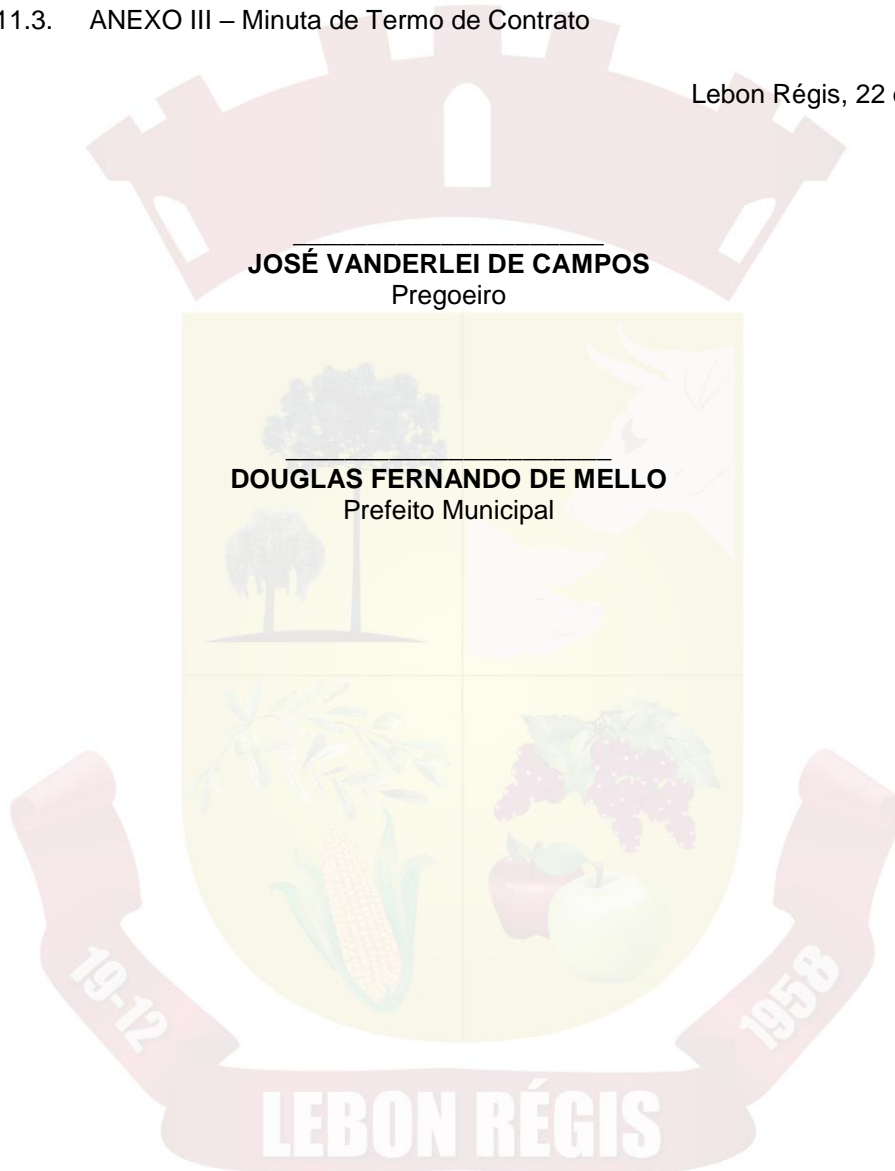 11.3. ANEXO III – Minuta de Termo de Contrato
Lebon Régis, 22
JOSÉ VANDERLEI DE CAMPOS
Pregoeiro
DOUGLAS FERNANDO DE MELLO
Prefeito Municipal
19-12
1958
LEBON RÉGIS